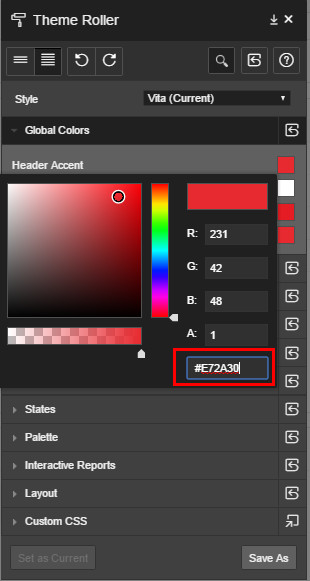 Theme Roller
Style Vita (Current)
Global Colors
Header Accent
R: 231
G: 42
B: 48
A: 1
#E72A30
States
Palette
Interactive Reports
Layout
Custom CSS
Set as Current Save As